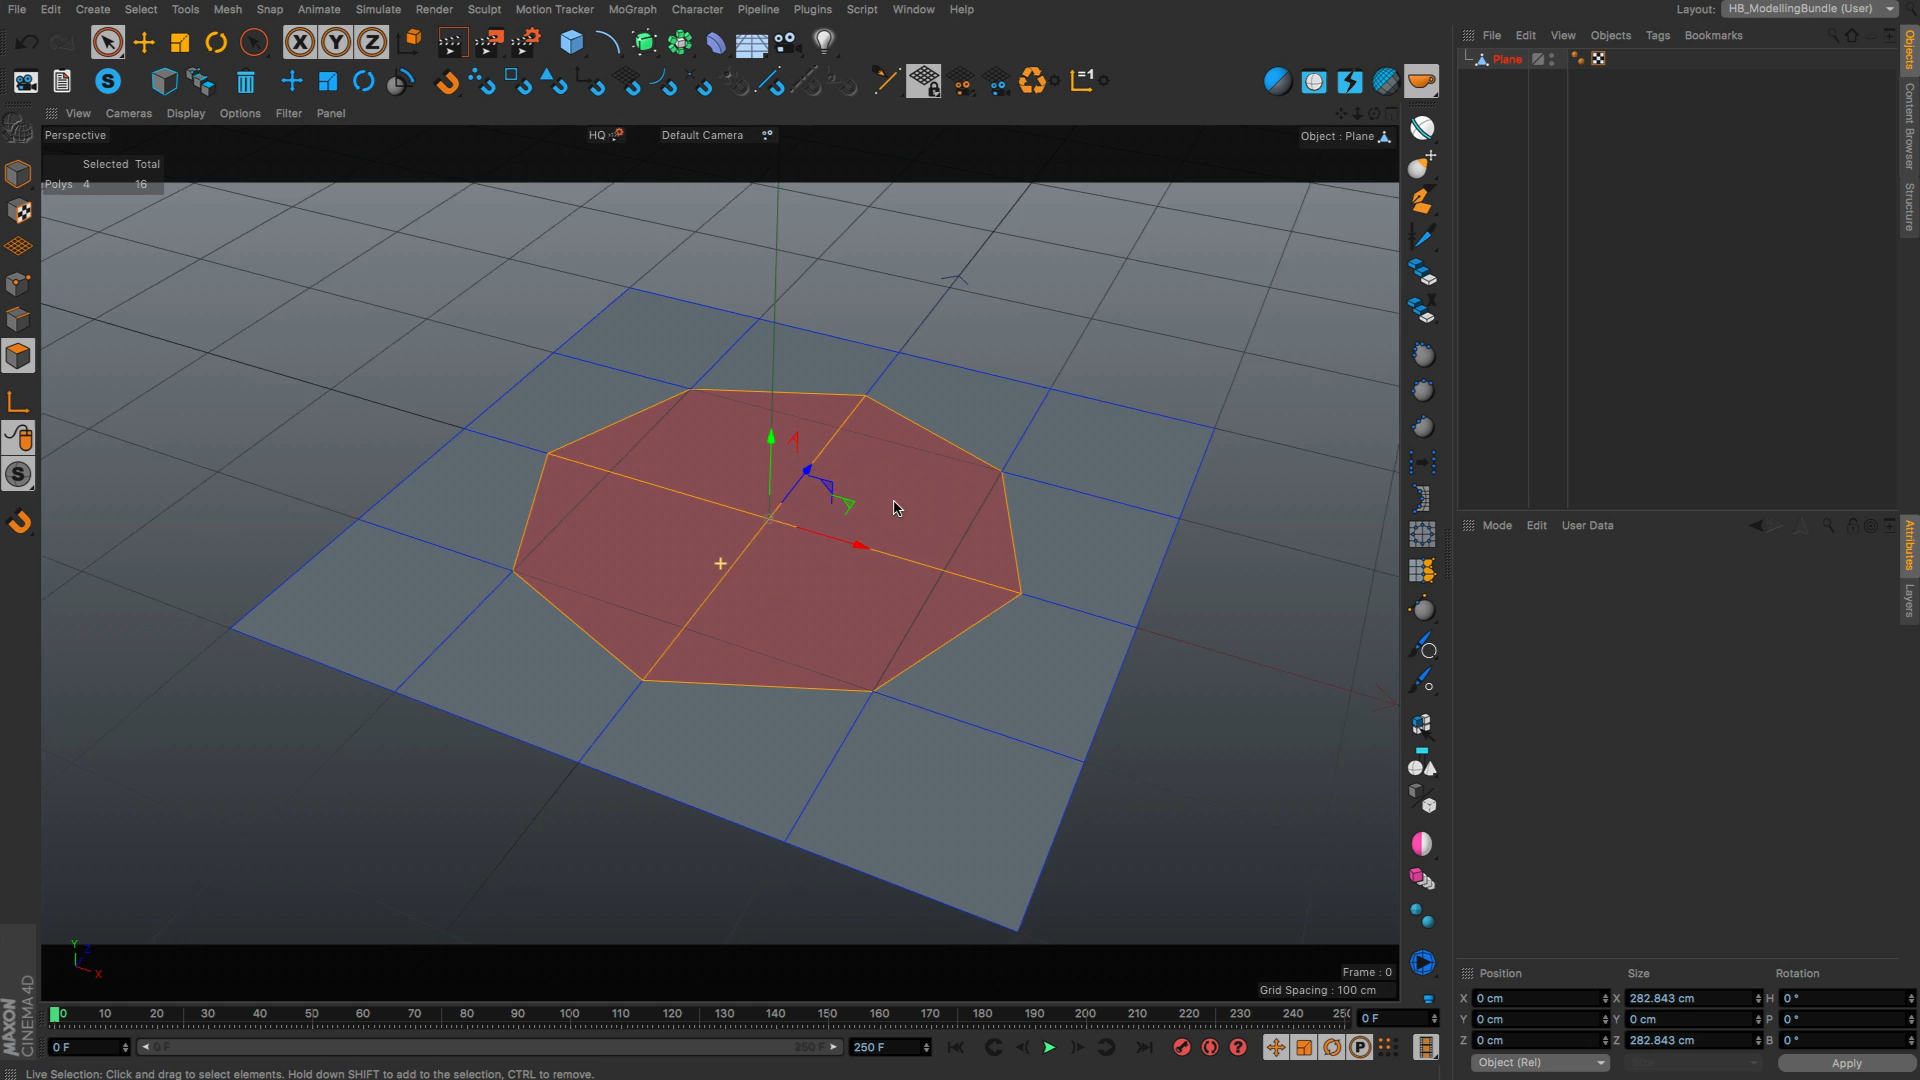 File Edit Create Select Tools Mesh Snap Animate Simulate Render Sculpt Motion Tracker MoGraph Character Pipeline Plugins Script Window Help
Layout: HB_ModellingBundle (User)
File Edit View Objects Tags Bookmarks
Plane
View Cameras Display Options Filter Panel
Perspective
HQ
Default Camera
Object : Plane
Selected Total
Polys 4 16
Objects
Content Browser
Structure
Mode Edit User Data
Attributes
Layers
Y
Z
X
Frame : 0
Grid Spacing : 100 cm
0 10 20 30 40 50 60 70 80 90 100 110 120 130 140 150 160 170 180 190 200 210 220 230 240
0 F
0 F
0 F
250 F
250 F
Position Size Rotation
X 0 cm X 282.843 cm H 0 °
Y 0 cm Y 0 cm P 0 °
Z 0 cm Z 282.843 cm B 0 °
Object (Rel)
Size
Apply
MAXON
CINEMA 4D
Live Selection: Click and drag to select elements. Hold down SHIFT to add to the selection, CTRL to remove.